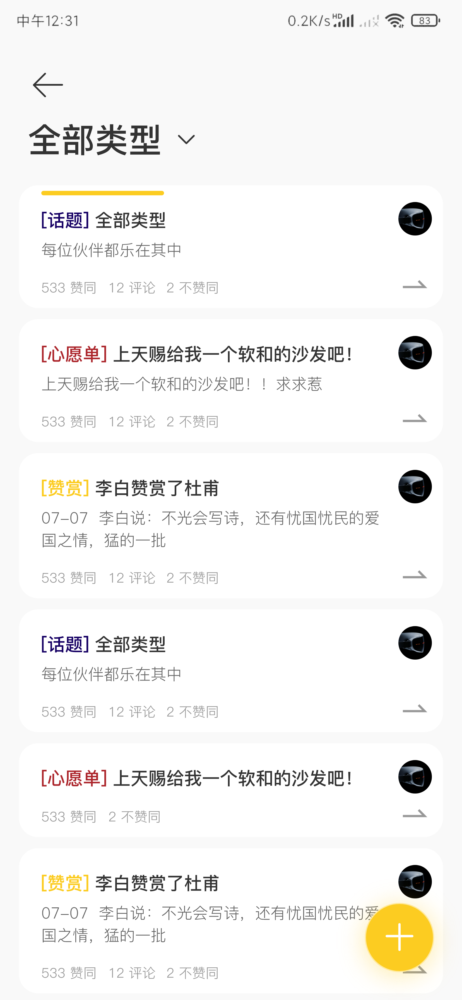 中午12:31 0.2K/s HD 83
全部类型
[话题] 全部类型
每位伙伴都乐在其中
533 赞同 12 评论 2 不赞同
[心愿单] 上天赐给我一个软和的沙发吧！
上天赐给我一个软和的沙发吧！！求求惹
533 赞同 12 评论 2 不赞同
[赞赏] 李白赞赏了杜甫
07-07 李白说：不光会写诗，还有忧国忧民的爱
国之情，猛的一批
533 赞同 12 评论 2 不赞同
[话题] 全部类型
每位伙伴都乐在其中
533 赞同 12 评论 2 不赞同
[心愿单] 上天赐给我一个软和的沙发吧！
533 赞同 2 不赞同
[赞赏] 李白赞赏了杜甫
07-07 李白说：不光会写诗，还有忧国忧民的爱
国之情，猛的一批
533 赞同 12 评论 2 不赞同